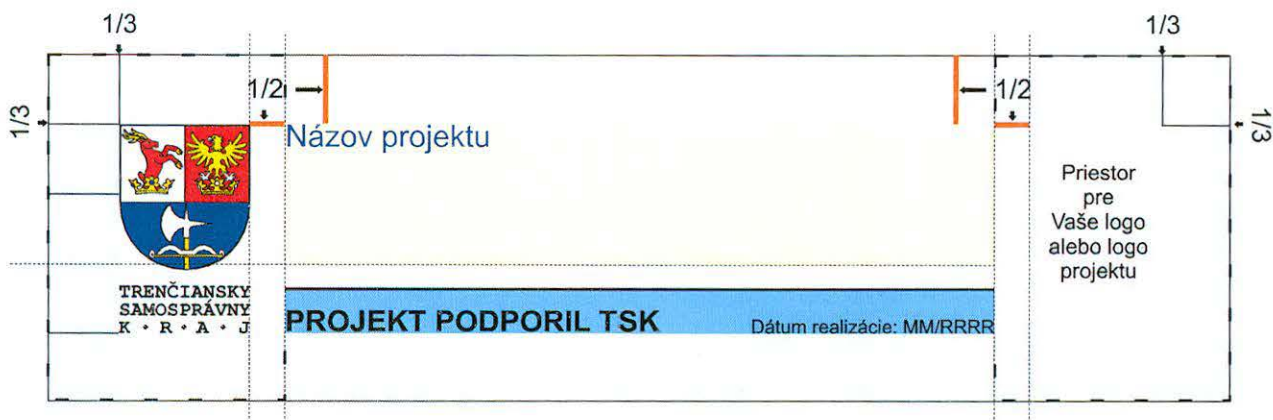 1/3
1/3
1/2
1/2
1/3
1/3
Názov projektu
Priestor
pre
Vaše logo
alebo logo
projektu
TRENČIANSKY
SAMOSPRÁVNY
K • R • A • J
PROJEKT PODPORIL TSK
Dátum realizácie: MM/RRRR